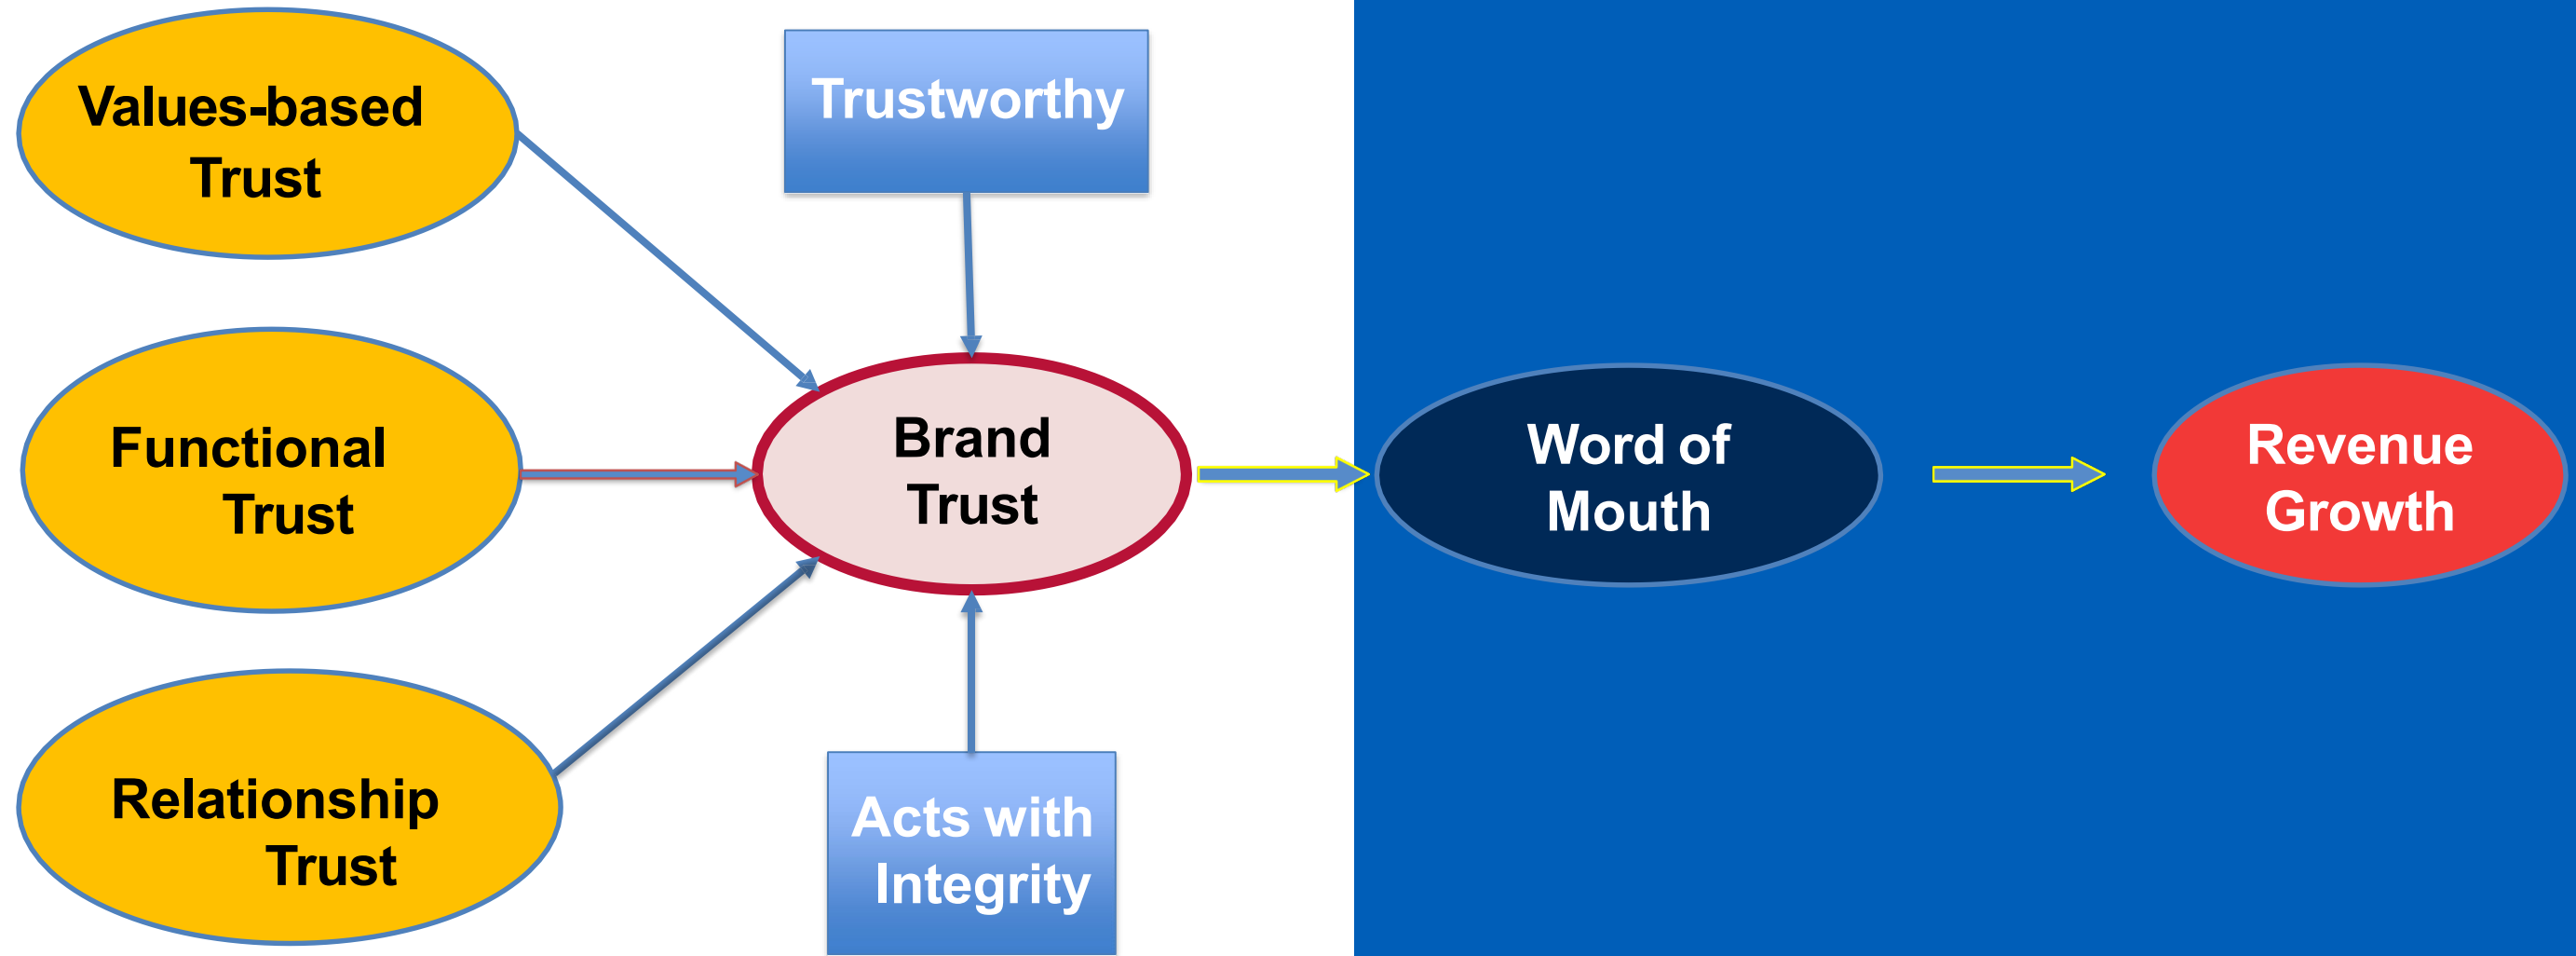 Values-based
Trust
Trustworthy
Functional
Trust
Brand
Trust
Word of
Mouth
Revenue
Growth
Relationship
Trust
Acts with
Integrity